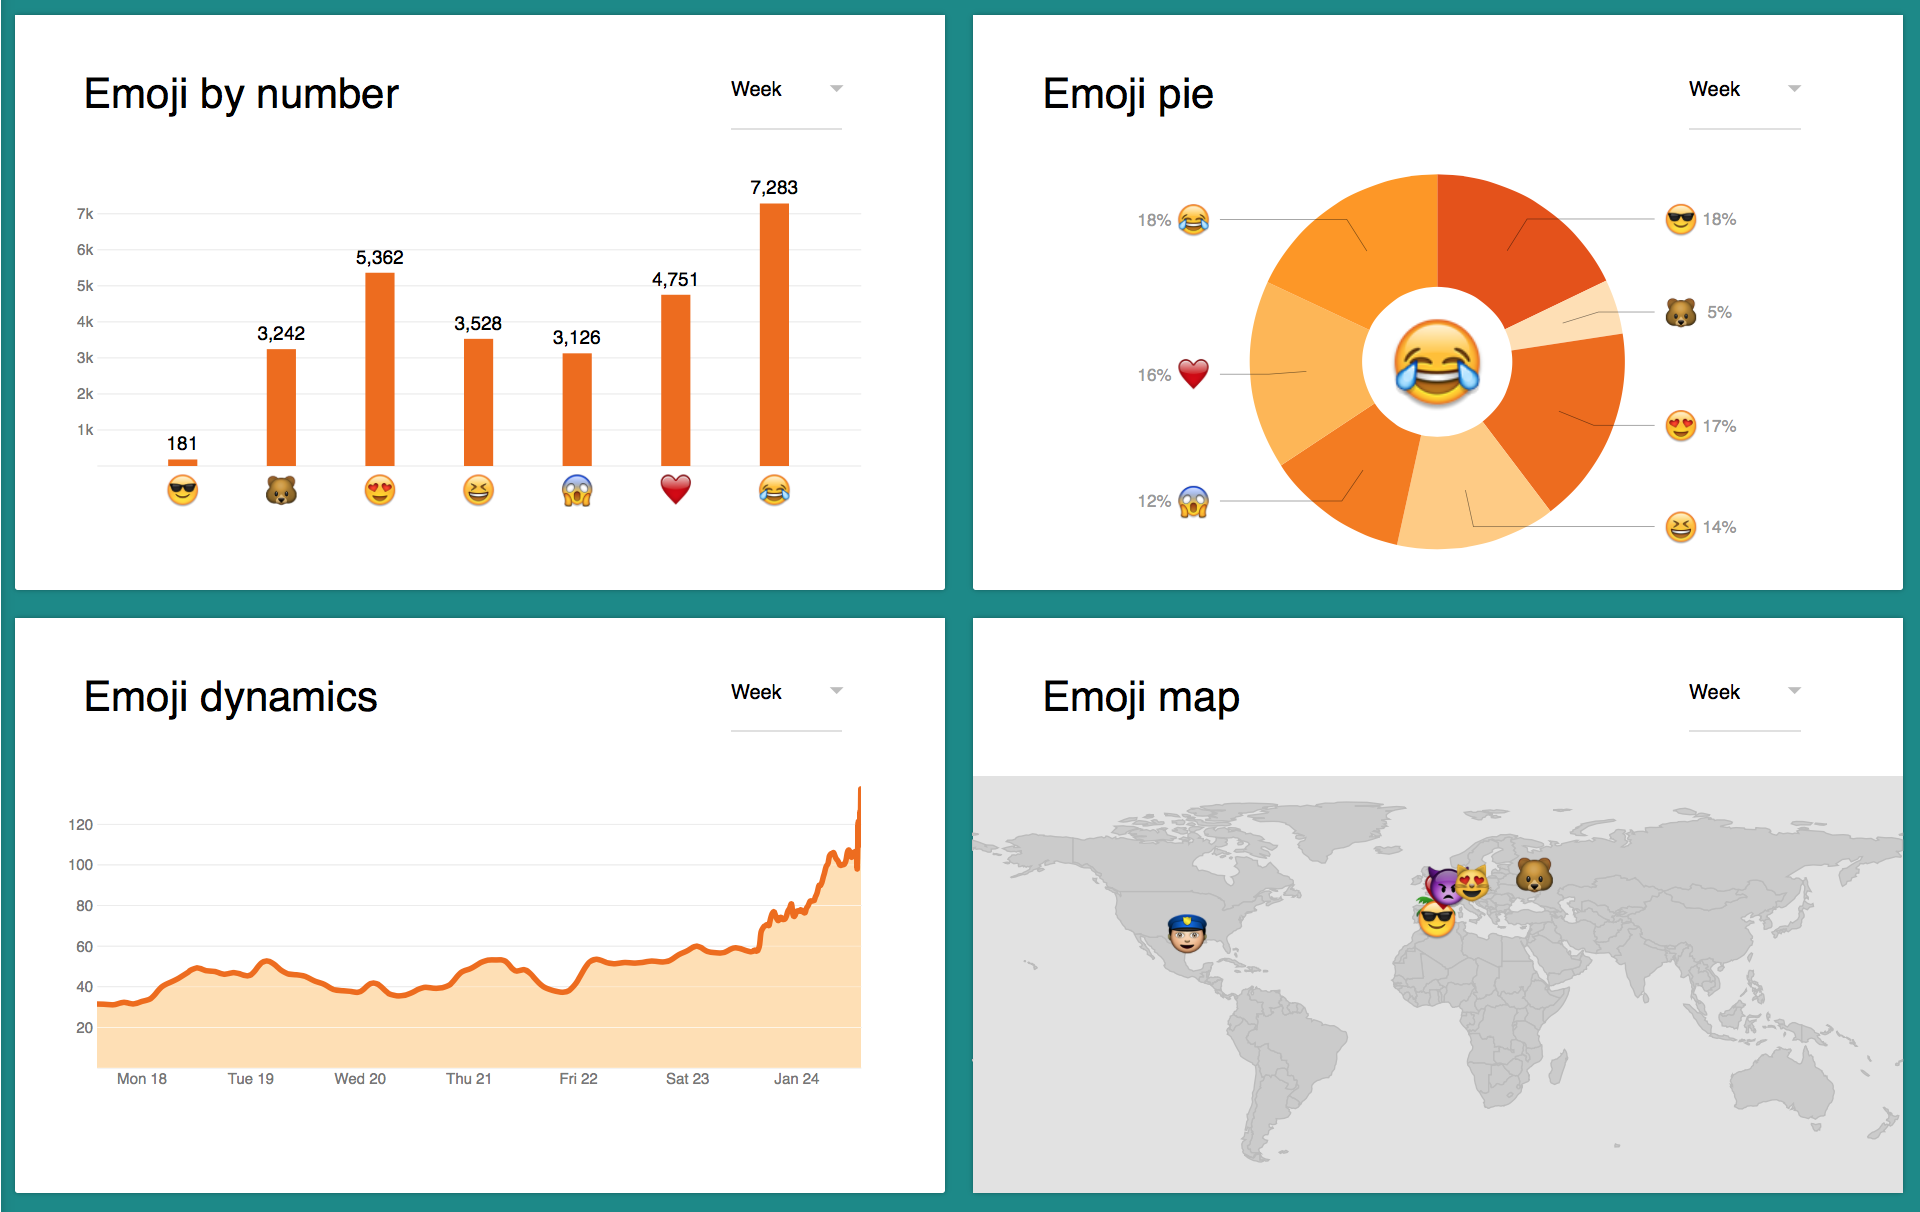 Emoji by number
Week
7,283
7k
6k
5,362
5k
4,751
4k
3,528
3,242
3,126
3k
2k
1k
181
Emoji pie
Week
18%
18%
5%
16%
17%
12%
14%
Emoji dynamics
Week
120
100
80
60
40
20
Mon 18
Tue 19
Wed 20
Thu 21
Fri 22
Sat 23
Jan 24
Emoji map
Week